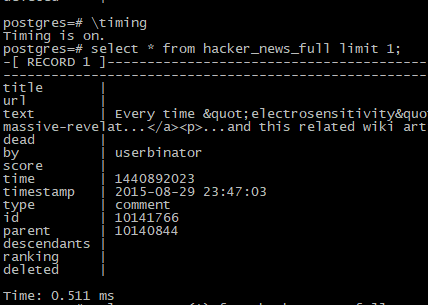 postgres=# \timing
Timing is on.
postgres=# select * from hacker_news_full limit 1;
-[ RECORD 1 ]----------------------------------------
-----------------------------------------------------
title       |
url         |
text        | Every time &quot;electrosensitivity&quo
massive-revelat...</a><p>...and this related wiki art
dead        |
by          | userbinator
score       |
time        | 1440892023
timestamp   | 2015-08-29 23:47:03
type        | comment
id          | 10141766
parent      | 10140844
descendants |
ranking     |
deleted     |
Time: 0.511 ms